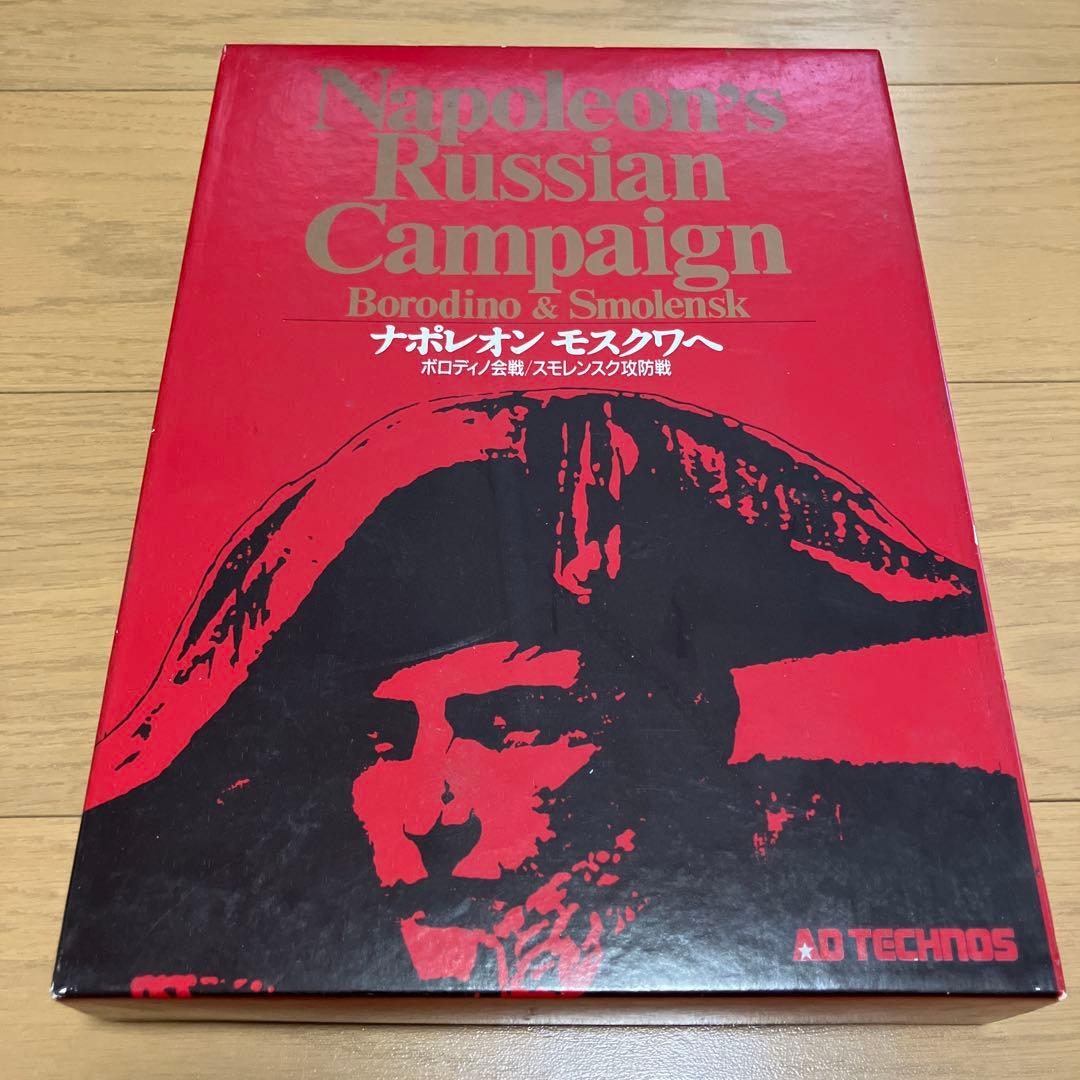 Napoleon's
Russian
Campaign
Borodino & Smolensk
ナポレオン モスクワへ
ボロディノ会戦/スモレンスク攻防戦
AD TECHNOS